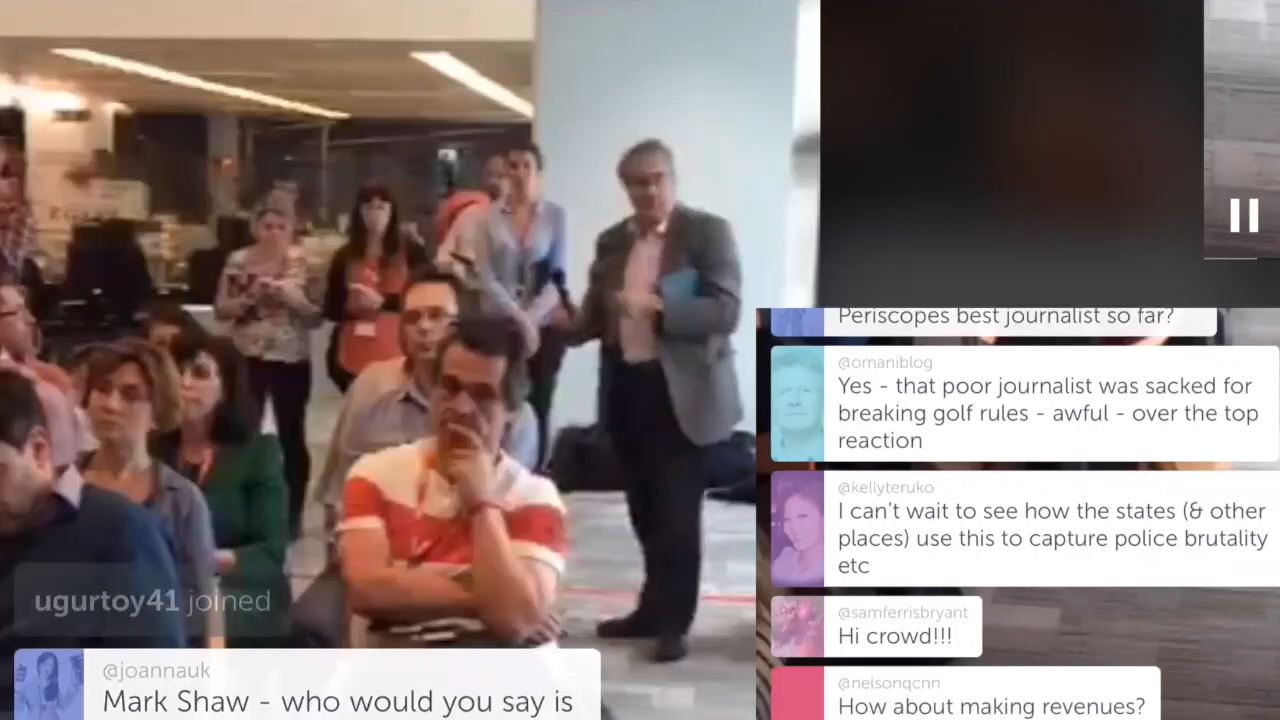 ugurtoy41 joined
@joannauk
Mark Shaw - who would you say is
Periscopes best journalist so far?
@omaniblog
Yes - that poor journalist was sacked for
breaking golf rules - awful - over the top
reaction
@kellyteruko
I can't wait to see how the states (& other
places) use this to capture police brutality
etc
@samferrisbryant
Hi crowd!!!
@nelsonqcnn
How about making revenues?